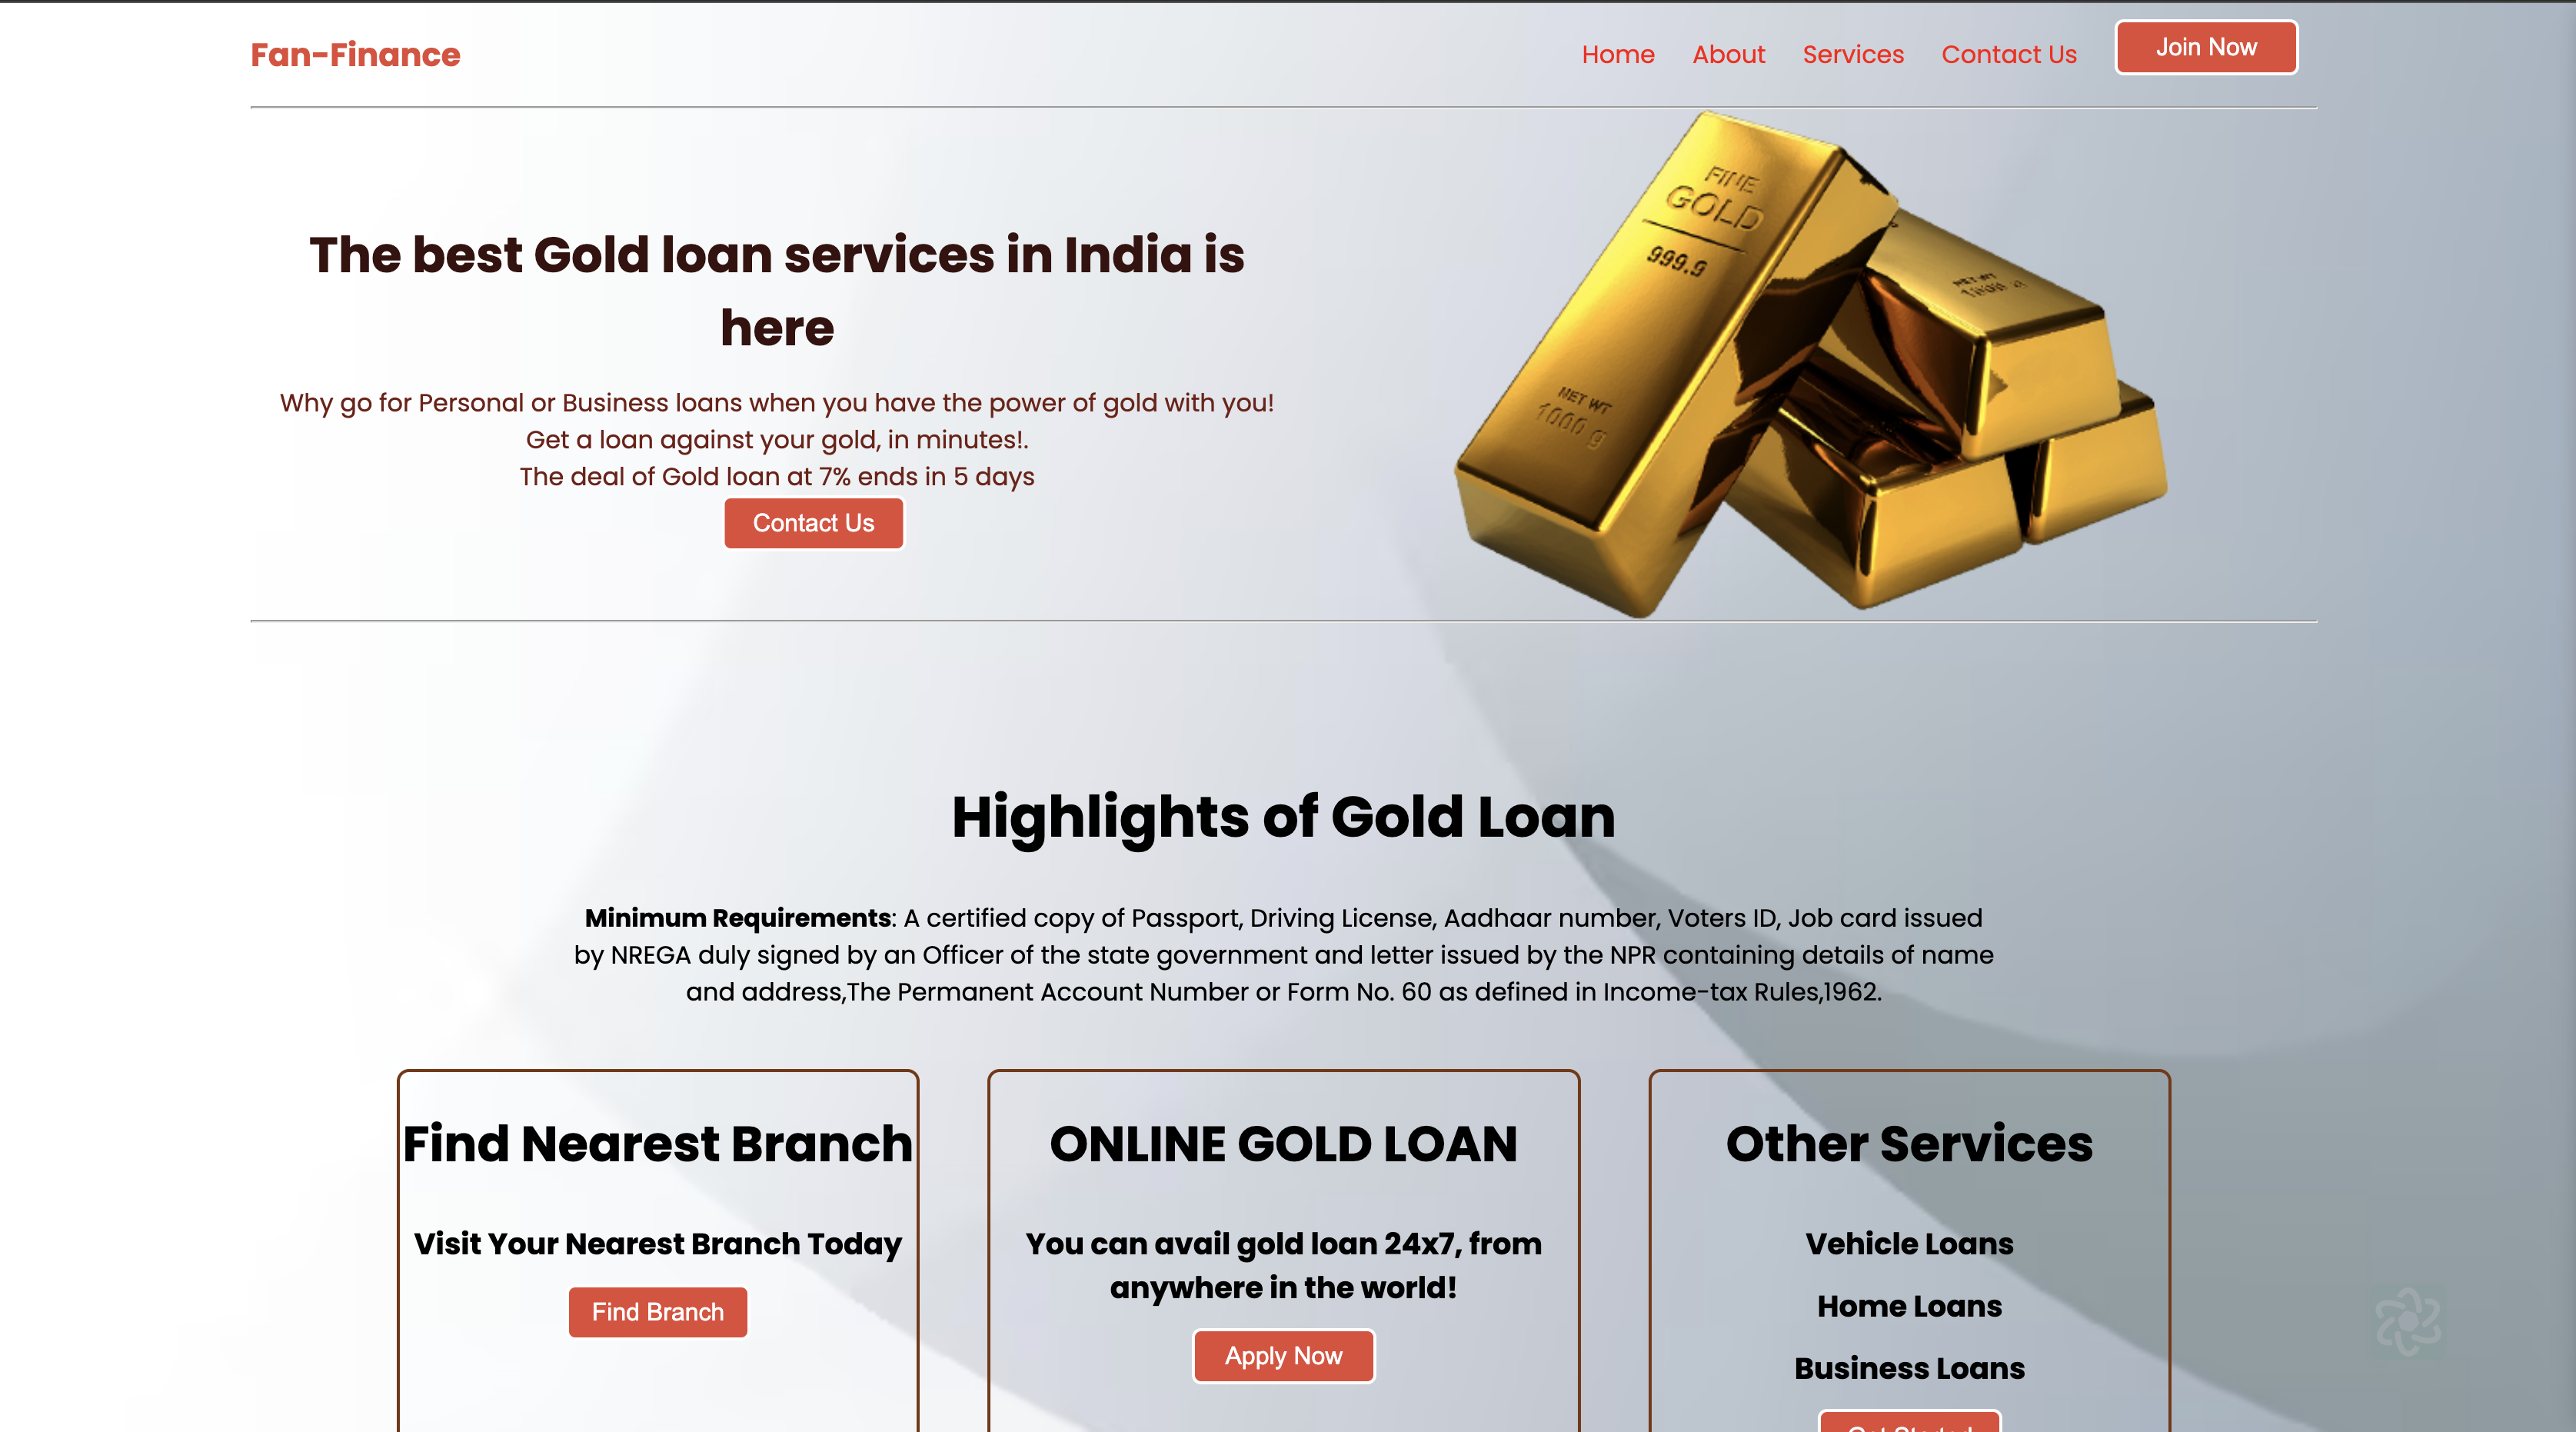 Fan-Finance
Home
About
Services
Contact Us
Join Now
FINE
GOLD
999.9
NET WT
1000 g
NET WT
The best Gold loan services in India is
here
Why go for Personal or Business loans when you have the power of gold with you!
Get a loan against your gold, in minutes!.
The deal of Gold loan at 7% ends in 5 days
Contact Us
Highlights of Gold Loan
Minimum Requirements: A certified copy of Passport, Driving License, Aadhaar number, Voters ID, Job card issued
by NREGA duly signed by an Officer of the state government and letter issued by the NPR containing details of name
and address,The Permanent Account Number or Form No. 60 as defined in Income-tax Rules,1962.
Find Nearest Branch
Visit Your Nearest Branch Today
Find Branch
ONLINE GOLD LOAN
You can avail gold loan 24x7, from
anywhere in the world!
Apply Now
Other Services
Vehicle Loans
Home Loans
Business Loans
Get Started